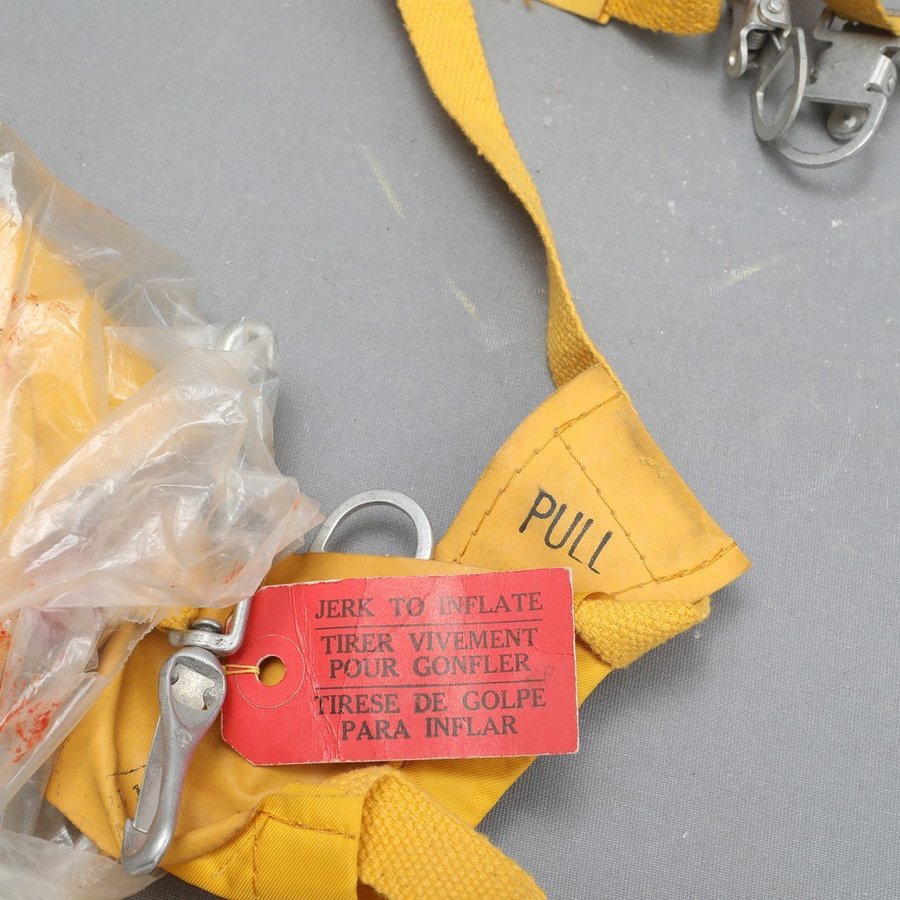 PULL
JERK TO INFLATE
TIRER VIVEMENT
POUR GONFLER
TIRESE DE GOLPE
PARA INFLAR